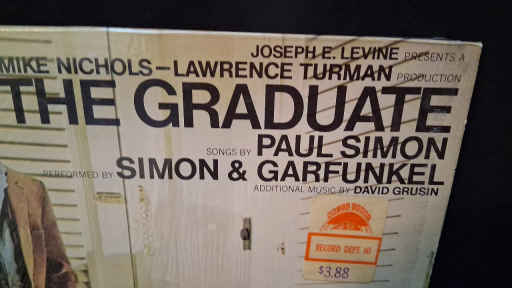 JOSEPH E. LEVINE PRESENTS A
MIKE NICHOLS–LAWRENCE TURMAN PRODUCTION
THE GRADUATE
SONGS BY PAUL SIMON
PERFORMED BY SIMON & GARFUNKEL
ADDITIONAL MUSIC BY DAVID GRUSIN
RECORD DEPT.
$3.88